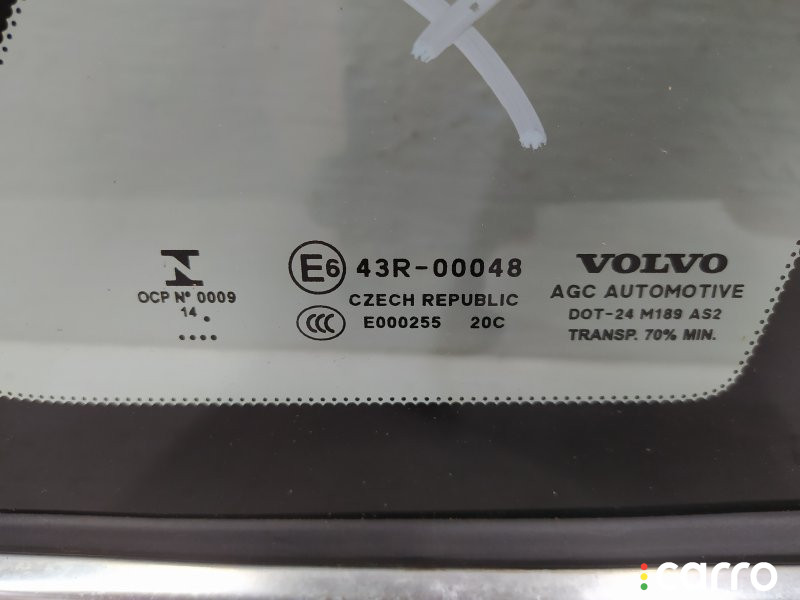 OCP Nº 0009
14
E6 43R-00048
CZECH REPUBLIC
CCC E000255 20C
VOLVO
AGC AUTOMOTIVE
DOT-24 M189 AS2
TRANSP. 70% MIN.
carro